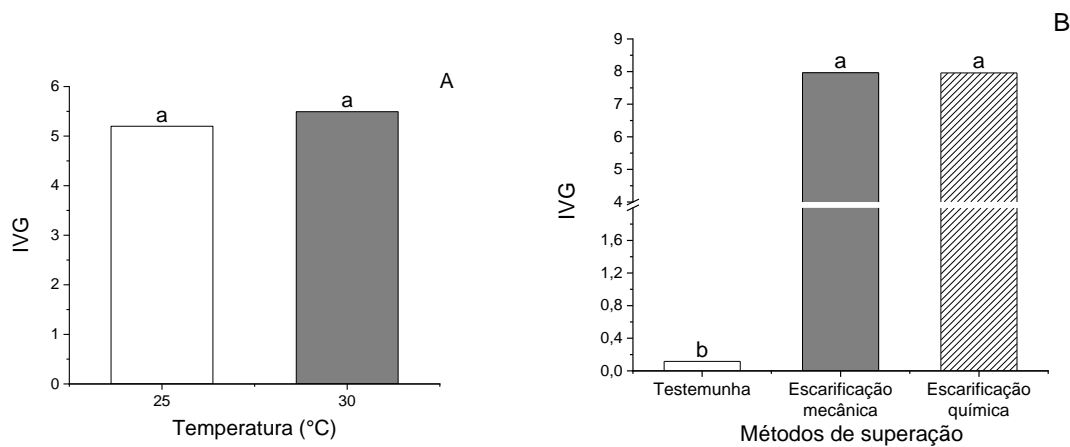 A
6
5
4
3
2
1
0
IVG
a
a
25
30
Temperatura (°C)
B
9
8
7
6
5
4
1,6
1,2
0,8
0,4
0,0
IVG
b
a
a
Testemunha
Escarificação
mecânica
Escarificação
química
Métodos de superação